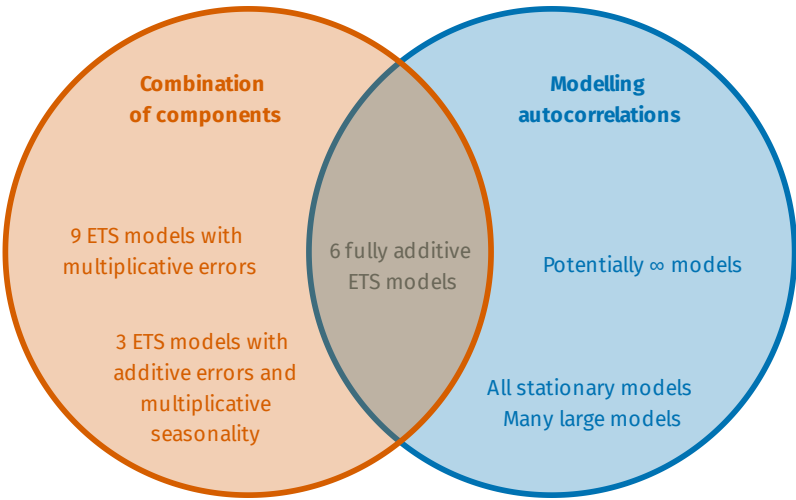 Combination
of components
9 ETS models with
multiplicative errors
3 ETS models with
additive errors and
multiplicative
seasonality
6 fully additive
ETS models
Modelling
autocorrelations
Potentially ∞ models
All stationary models
Many large models